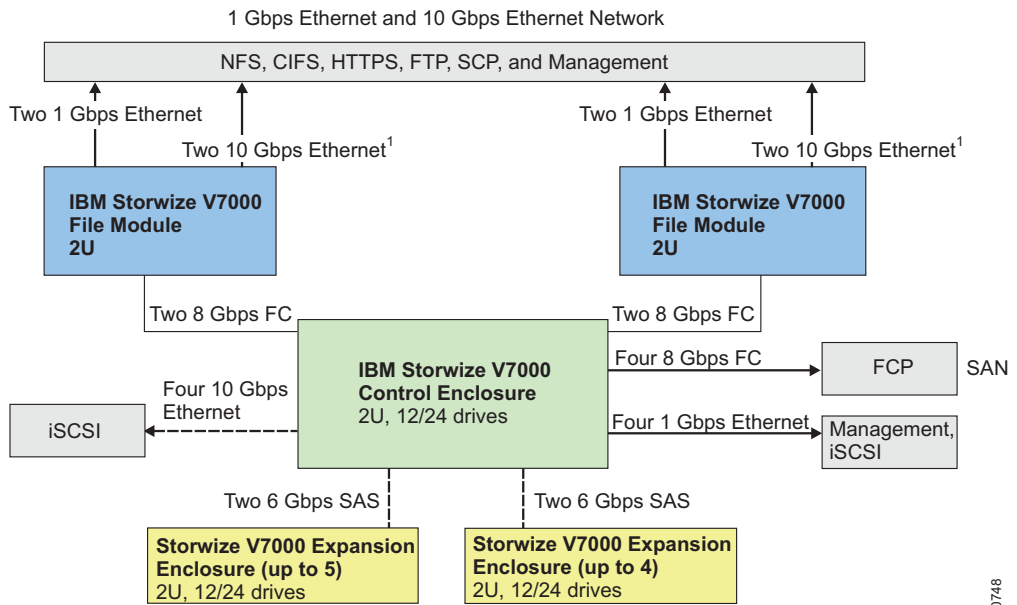 1 Gbps Ethernet and 10 Gbps Ethernet Network
NFS, CIFS, HTTPS, FTP, SCP, and Management
Two 1 Gbps Ethernet
Two 10 Gbps Ethernet1
Two 1 Gbps Ethernet
Two 10 Gbps Ethernet1
IBM Storwize V7000
File Module
2U
IBM Storwize V7000
File Module
2U
Two 8 Gbps FC
Two 8 Gbps FC
IBM Storwize V7000
Control Enclosure
2U, 12/24 drives
Four 8 Gbps FC
FCP
SAN
Four 10 Gbps
Ethernet
iSCSI
Four 1 Gbps Ethernet
Management,
iSCSI
Two 6 Gbps SAS
Two 6 Gbps SAS
Storwize V7000 Expansion
Enclosure (up to 5)
2U, 12/24 drives
Storwize V7000 Expansion
Enclosure (up to 4)
2U, 12/24 drives